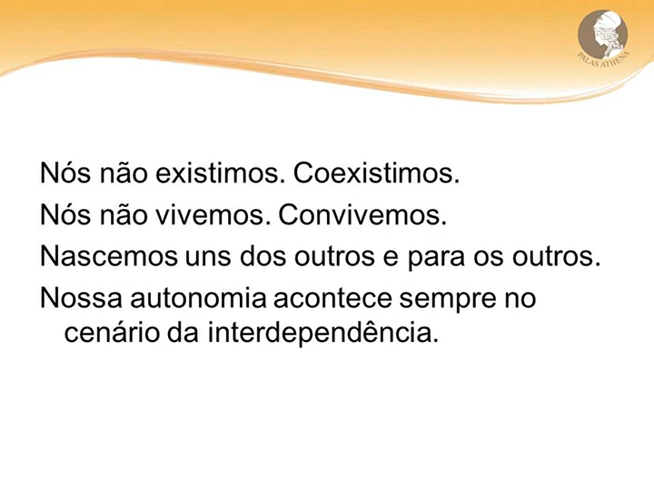 PALAS ATHENA
Nós não existimos. Coexistimos.
Nós não vivemos. Convivemos.
Nascemos uns dos outros e para os outros.
Nossa autonomia acontece sempre no
cenário da interdependência.